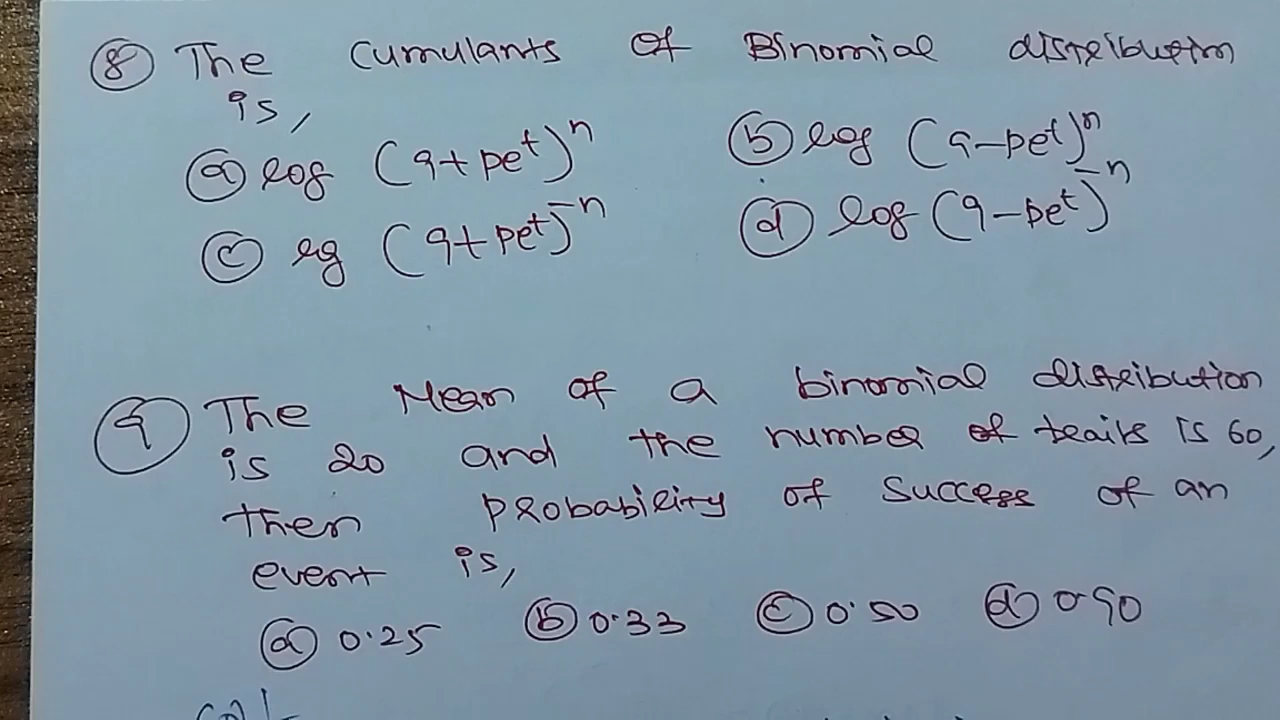 ⑧ The Cumulants of Binomial distribution
is,
ⓐ log (q+pe^t)^n ⓑ log (q-pe^t)^n
ⓒ log (q+pe^t)^-n ⓓ log (q-pe^t)^-n
⑨ The Mean of a binomial distribution
is 20 and the number of trails is 60,
then probability of success of an
event is,
ⓐ 0.25 ⓑ 0.33 ⓒ 0.50 ⓓ 0.90